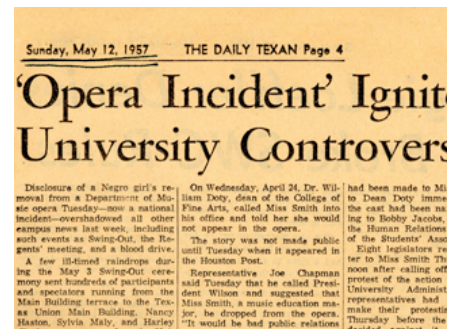 Sunday, May 12, 1957 THE DAILY TEXAN Page 4
'Opera Incident' Ignit
University Controvers
Disclosure of a Negro girl's re-
moval from a Department of Mu-
sic opera Tuesday—now a national
incident—overshadowed all other
campus news last week, including
such events as Swing-Out, the Re-
gents' meeting, and a blood drive.
A few ill-timed raindrops dur-
ing the May 3 Swing-Out cere-
mony sent hundreds of participants
and spectators running from the
Main Building terrace to the Tex-
as Union Main Building, Nancy
Haston, Sylvia Maly, and Harley
On Wednesday, April 24, Dr. Wil-
liam Doty, dean of the College of
Fine Arts, called Miss Smith into
his office and told her she would
not appear in the opera.
The story was not made public
until Tuesday when it appeared in
the Houston Post.
Representive Joe Chapman
said Tuesday that he called Presi-
dent Wilson and suggested that
Miss Smith, a music education ma-
jor, be dropped from the opera.
"It would be bad public relations
had been made to Mi
to Dean Doty imme
the cast had been na
ing to Bobby Jacobs,
the Human Relations
of the Students' Asso
Eight legislators re
ter to Miss Smith Th
noon after calling off
protest of the action
University Administ
representatives had
make their protestin
Thursday before the